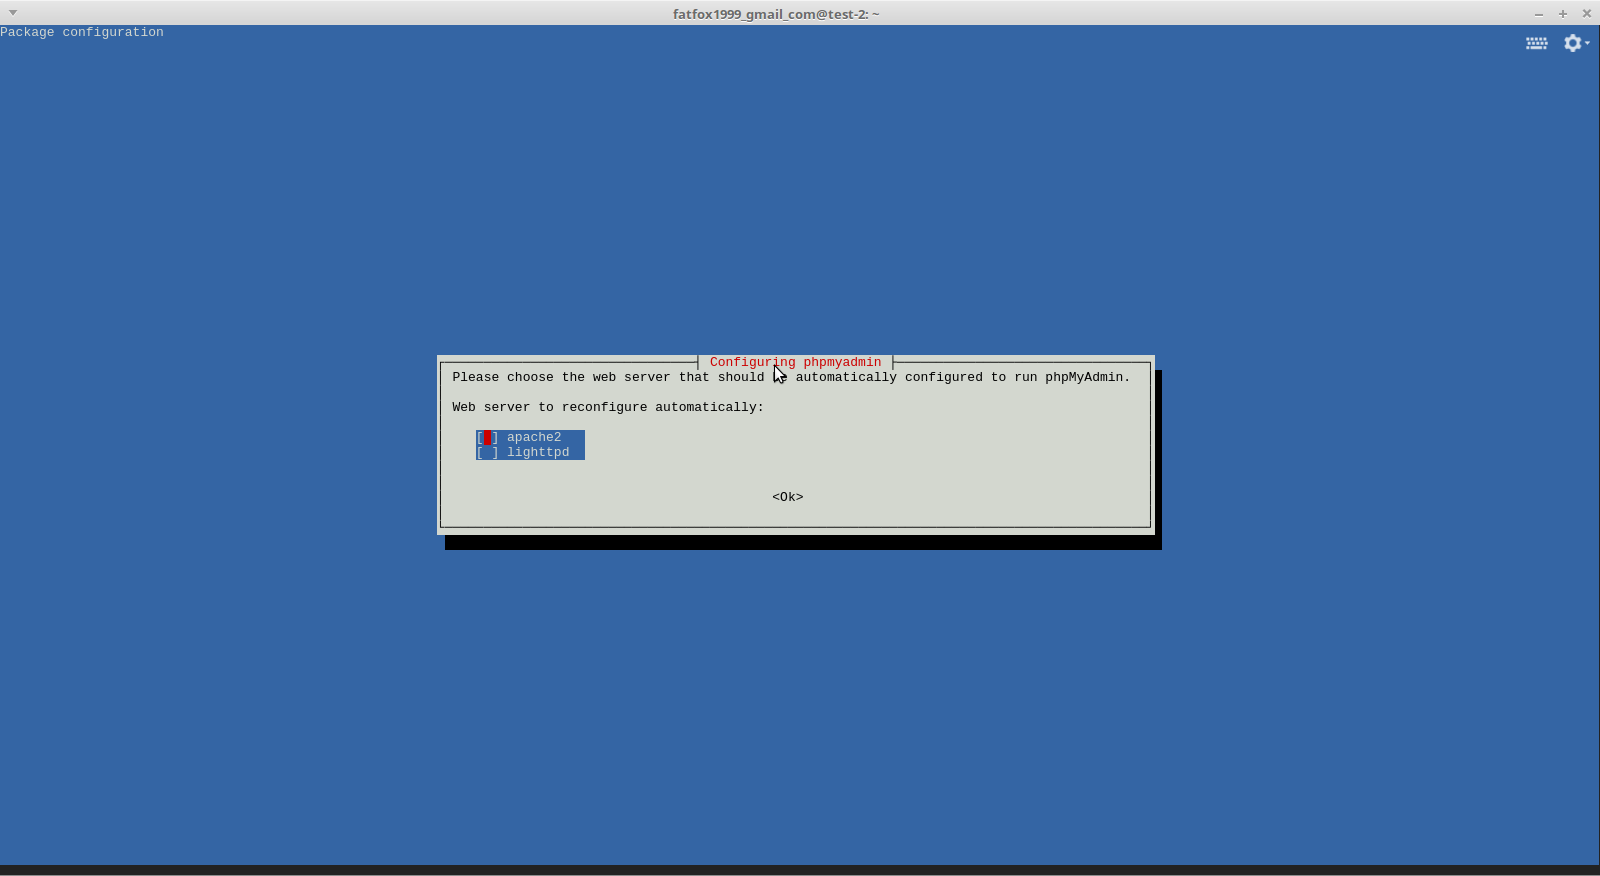 fatfox1999_gmail_com@test-2: ~
Package configuration
Configuring phpmyadmin
Please choose the web server that should automatically configured to run phpMyAdmin.
Web server to reconfigure automatically:
[ ] apache2
[ ] lighttpd
<Ok>